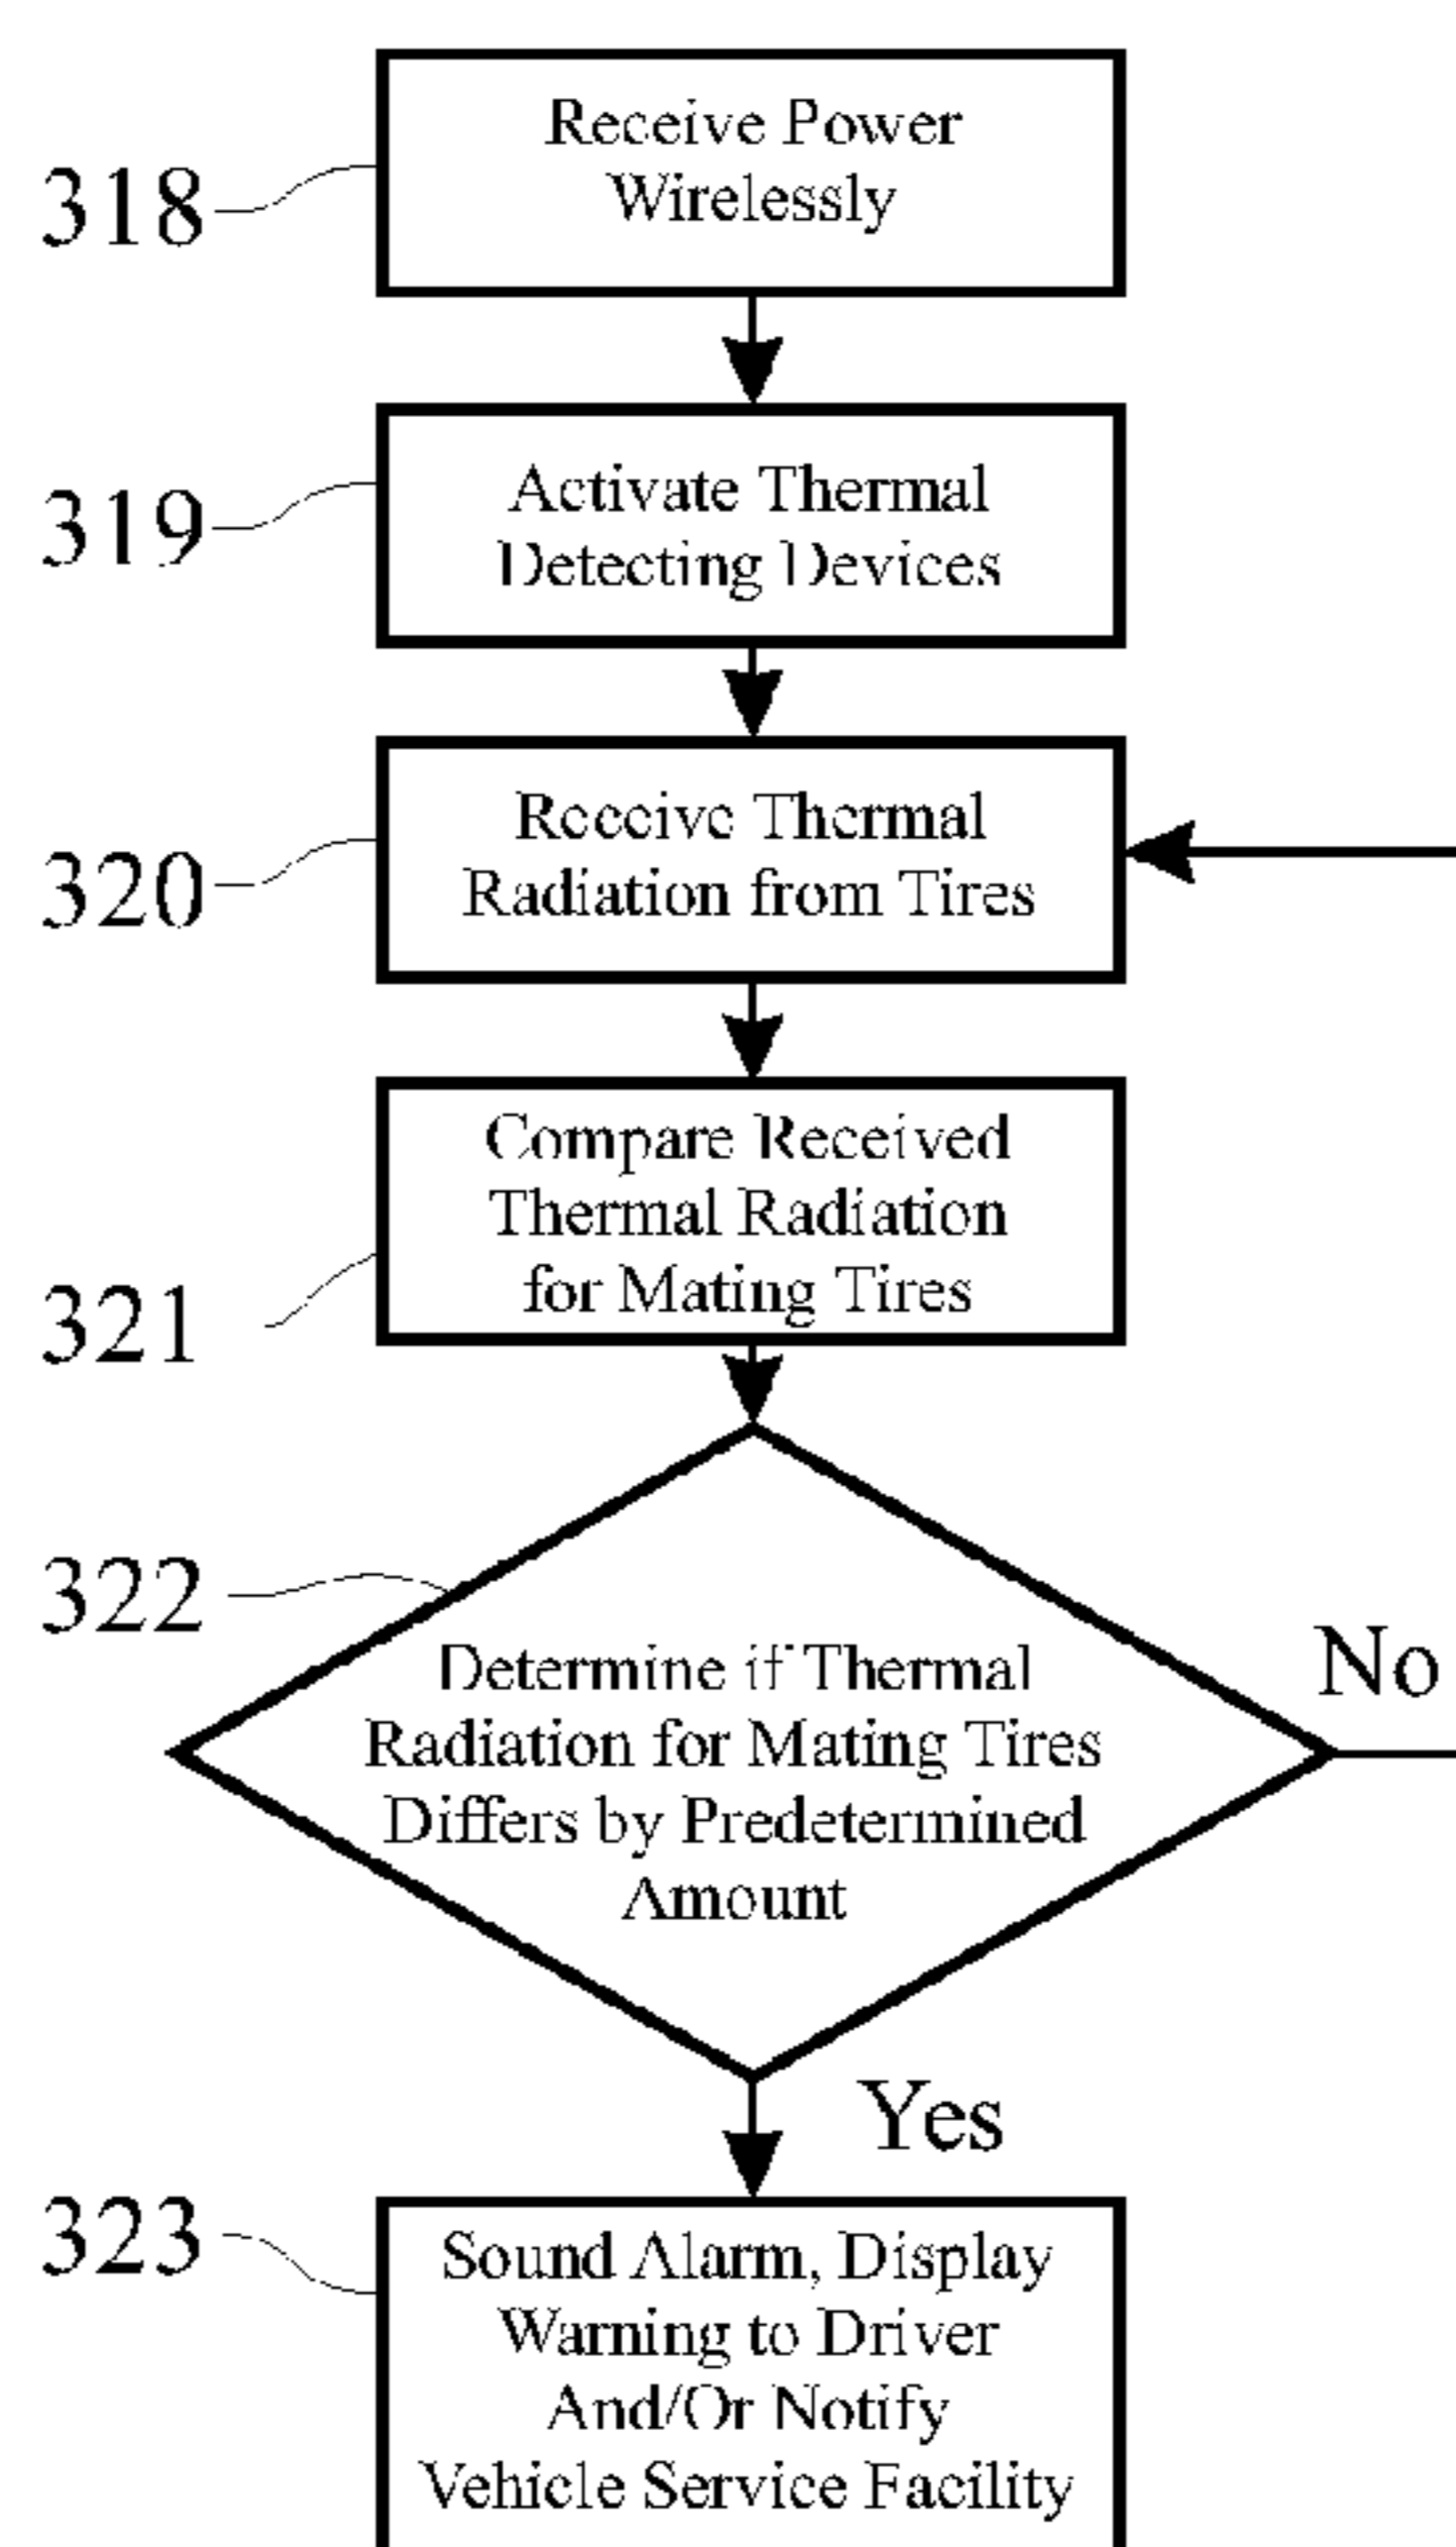 318
Receive Power
Wirelessly
319
Activate Thermal
Detecting Devices
320
Receive Thermal
Radiation from Tires
321
Compare Received
Thermal Radiation
for Mating Tires
322
Determine if Thermal
Radiation for Mating Tires
Differs by Predetermined
Amount
No
Yes
323
Sound Alarm, Display
Warning to Driver
And/Or Notify
Vehicle Service Facility